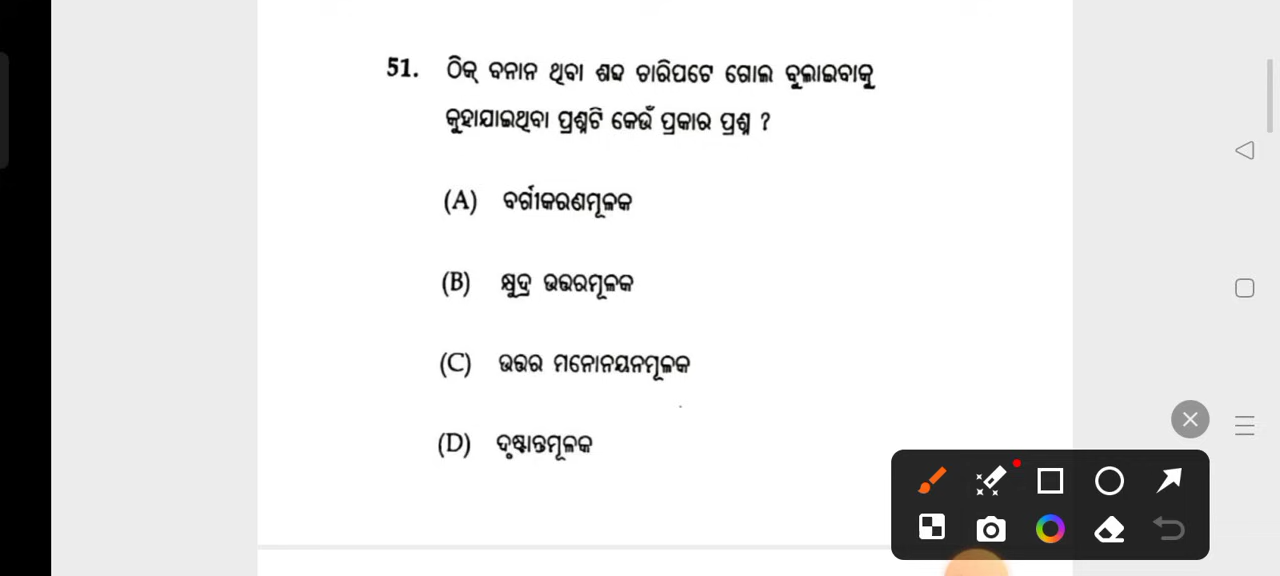 51. ଠିକ୍ ବନାନ ଥିବା ଶବ୍ଦ ଚାରିପଟେ ଗୋଲ ବୁଲାଇବାକୁ
କୁହାଯାଇଥିବା ପ୍ରଶ୍ନଟି କେଉଁ ପ୍ରକାର ପ୍ରଶ୍ନ ?
(A) ବର୍ଗୀକରଣମୂଳକ
(B) କ୍ଷୁଦ୍ର ଉତ୍ତରମୂଳକ
(C) ଉତ୍ତର ମନୋନୟନମୂଳକ
(D) ଦୃଷ୍ଟାନ୍ତମୂଳକ